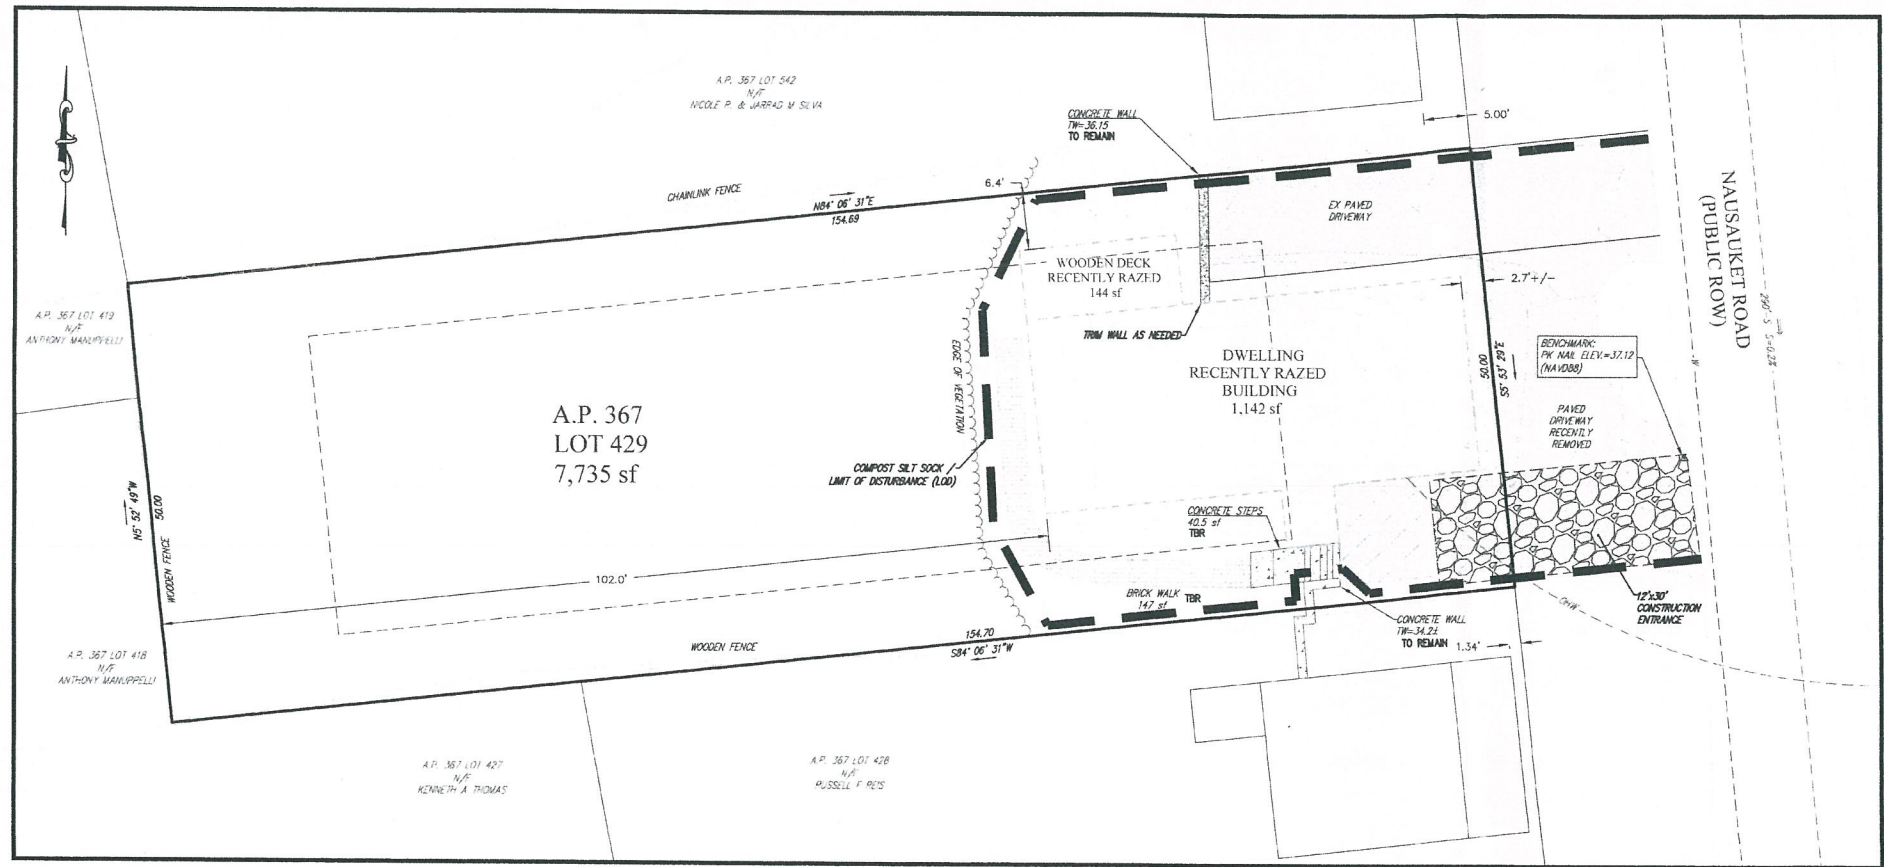 A.P. 367 LOT 542
N/F
NICOLE P. & JARRAD M SILVA
CONCRETE WALL
TW=36.15
TO REMAIN
5.00'
CHAINLINK FENCE
N84° 06' 31"E
154.69
6.4'
EX PAVED
DRIVEWAY
NAUSAUKET ROAD
(PUBLIC ROW)
WOODEN DECK
RECENTLY RAZED
144 sf
2.7'+/-
A.P. 367 LOT 419
N/F
ANTHONY MANUPPELLI
TRIM WALL AS NEEDED
290'-S S=0.2%
W
EDGE OF VEGETATION
DWELLING
RECENTLY RAZED
BUILDING
1,142 sf
50.00
S5° 53' 29"E
BENCHMARK:
PK NAIL ELEV.=37.12
(NAVD88)
A.P. 367
LOT 429
7,735 sf
PAVED
DRIVEWAY
RECENTLY
REMOVED
COMPOST SILT SOCK /
LIMIT OF DISTURBANCE (LOD)
N5° 52' 49"W
50.00
WOODEN FENCE
CONCRETE STEPS
40.5 sf
TBR
102.0'
BRICK WALK
147 sf
TBR
12'x30'
CONSTRUCTION
ENTRANCE
OHW
CONCRETE WALL
TW=34.2±
TO REMAIN
1.34'
154.70
S84° 06' 31"W
WOODEN FENCE
A.P. 367 LOT 418
N/F
ANTHONY MANUPPELLI
A.P. 367 LOT 427
N/F
KENNETH A THOMAS
A.P. 367 LOT 428
N/F
RUSSELL F REIS